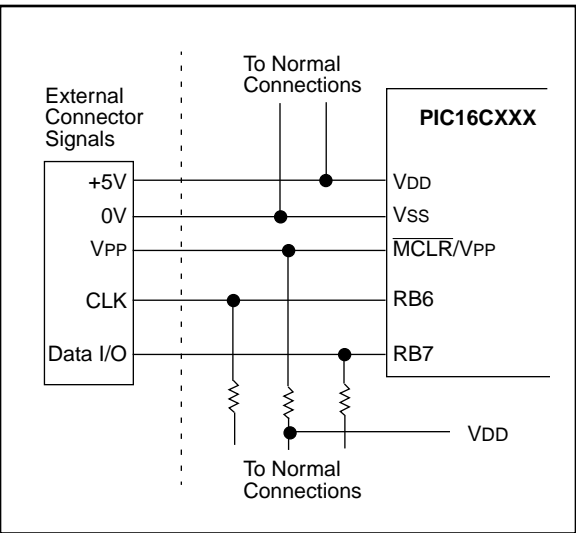 To Normal
Connections
External
Connector
Signals
PIC16CXXX
+5V
VDD
0V
VSS
VPP
MCLR/VPP
CLK
RB6
Data I/O
RB7
VDD
To Normal
Connections